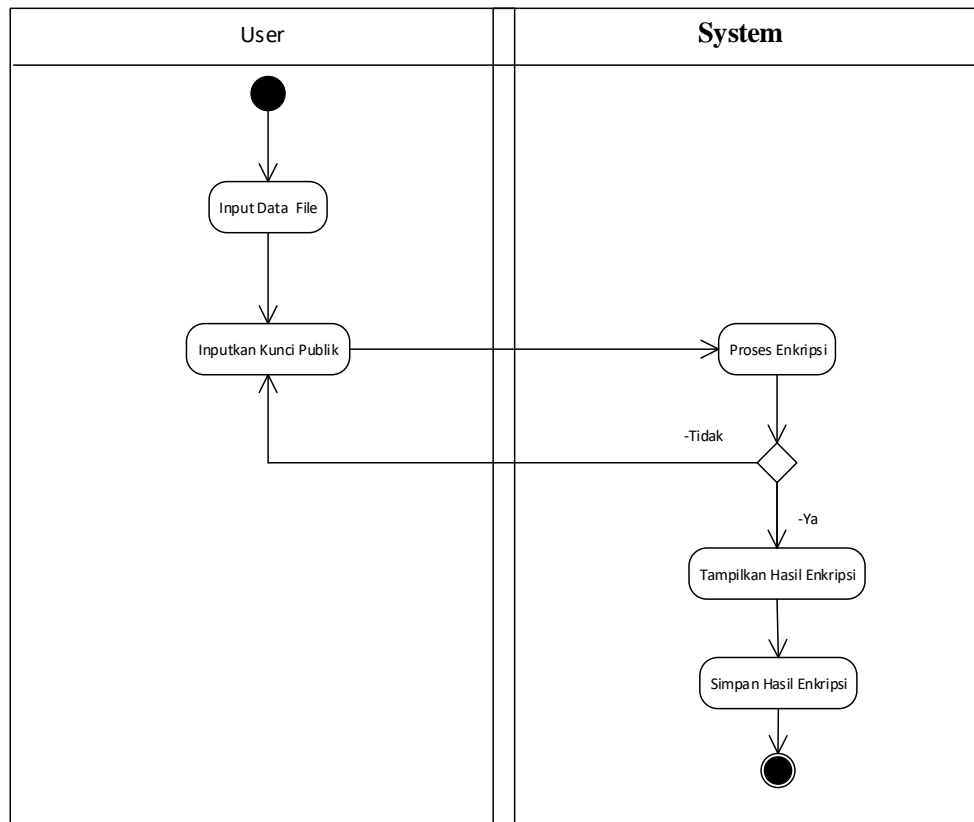 User
System
Input Data File
Inputkan Kunci Publik
Proses Enkripsi
-Tidak
-Ya
Tampilkan Hasil Enkripsi
Simpan Hasil Enkripsi